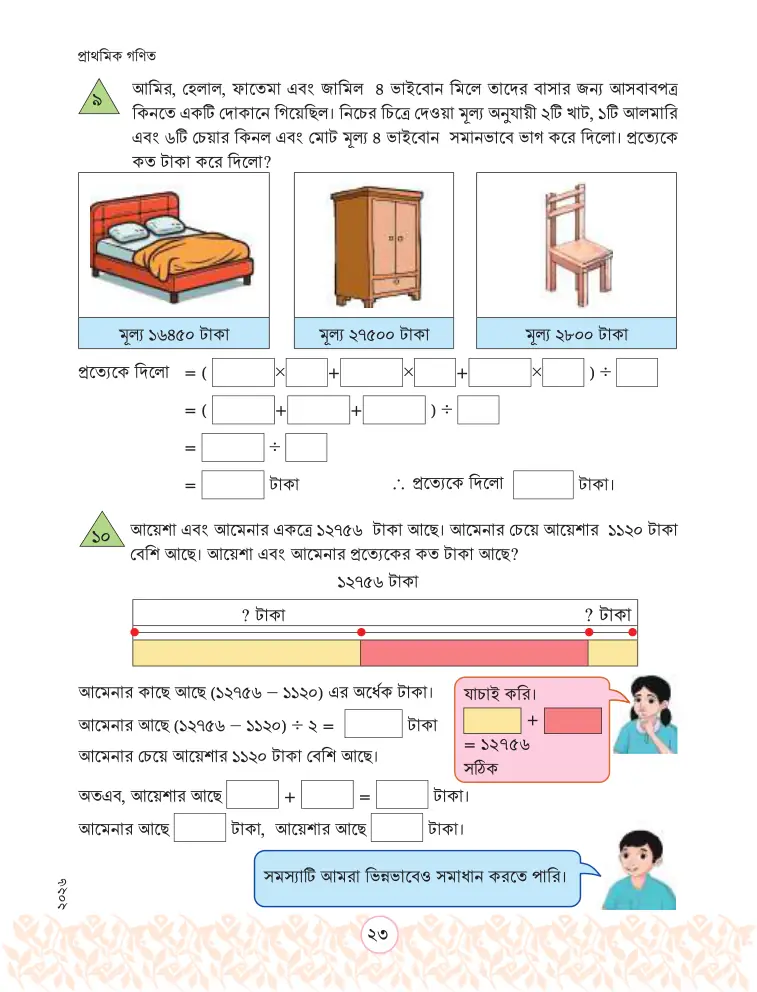 প্রাথমিক গণিত
৯
আমির, হেলাল, ফাতেমা এবং জামিল ৪ ভাইবোন মিলে তাদের বাসার জন্য আসবাবপত্র
কিনতে একটি দোকানে গিয়েছিল। নিচের চিত্রে দেওয়া মূল্য অনুযায়ী ২টি খাট, ১টি আলমারি
এবং ৬টি চেয়ার কিনল এবং মোট মূল্য ৪ ভাইবোন সমানভাবে ভাগ করে দিলো। প্রত্যেকে
কত টাকা করে দিলো?
মূল্য ১৬৪৫০ টাকা
মূল্য ২৭৫০০ টাকা
মূল্য ২৮০০ টাকা
প্রত্যেকে দিলো = ( × + × + × ) ÷
= ( + + ) ÷
= ÷
= টাকা ∴ প্রত্যেকে দিলো টাকা।
১০
আয়েশা এবং আমেনার একত্রে ১২৭৫৬ টাকা আছে। আমেনার চেয়ে আয়েশার ১১২০ টাকা
বেশি আছে। আয়েশা এবং আমেনার প্রত্যেকের কত টাকা আছে?
১২৭৫৬ টাকা
? টাকা ? টাকা
আমেনার কাছে আছে (১২৭৫৬ – ১১২০) এর অর্ধেক টাকা।
আমেনার আছে (১২৭৫৬ – ১১২০) ÷ ২ = টাকা
আমেনার চেয়ে আয়েশার ১১২০ টাকা বেশি আছে।
যাচাই করি।
+
= ১২৭৫৬
সঠিক
অতএব, আয়েশার আছে + = টাকা।
আমেনার আছে টাকা, আয়েশার আছে টাকা।
সমস্যাটি আমরা ভিন্নভাবেও সমাধান করতে পারি।
২০২৬
২৩